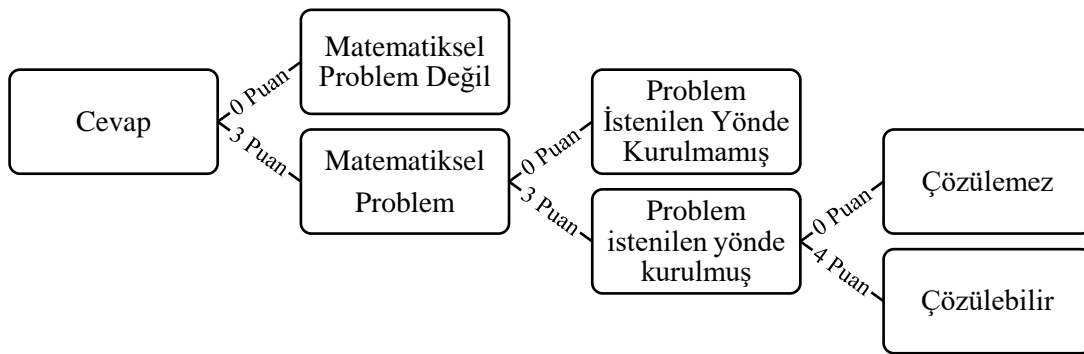 Cevap
0 Puan
3 Puan
Matematiksel
Problem Değil
Matematiksel
Problem
0 Puan
3 Puan
Problem
İstenilen Yönde
Kurulmamış
Problem
istenilen yönde
kurulmuş
0 Puan
4 Puan
Çözülemez
Çözülebilir